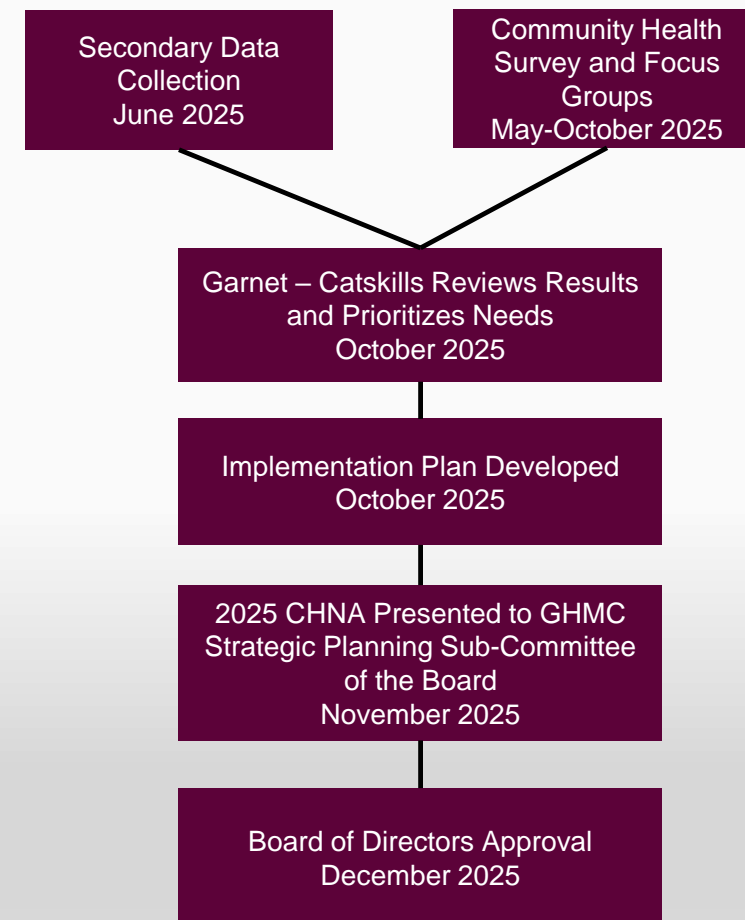 Secondary Data
Collection
June 2025
Community Health
Survey and Focus
Groups
May-October 2025
Garnet – Catskills Reviews Results
and Prioritizes Needs
October 2025
Implementation Plan Developed
October 2025
2025 CHNA Presented to GHMC
Strategic Planning Sub-Committee
of the Board
November 2025
Board of Directors Approval
December 2025